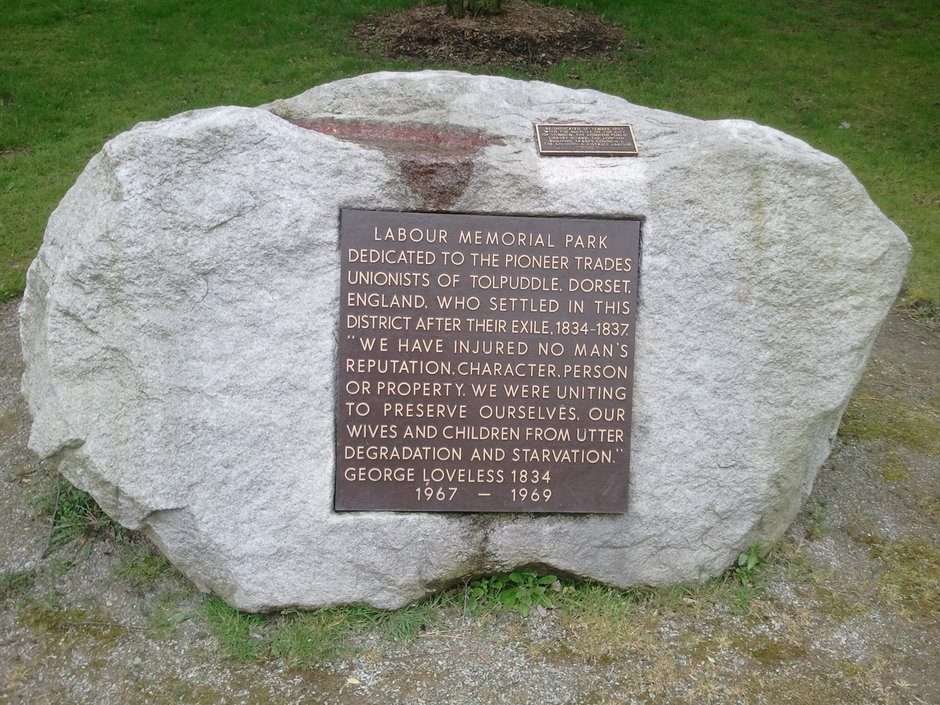 LABOUR MEMORIAL PARK
DEDICATED TO THE PIONEER TRADES
UNIONISTS OF TOLPUDDLE, DORSET,
ENGLAND, WHO SETTLED IN THIS
DISTRICT AFTER THEIR EXILE, 1834-1837.
"WE HAVE INJURED NO MAN'S
REPUTATION, CHARACTER, PERSON
OR PROPERTY. WE WERE UNITING
TO PRESERVE OURSELVES, OUR
WIVES AND CHILDREN FROM UTTER
DEGRADATION AND STARVATION."
GEORGE LOVELESS 1834
1967 – 1969